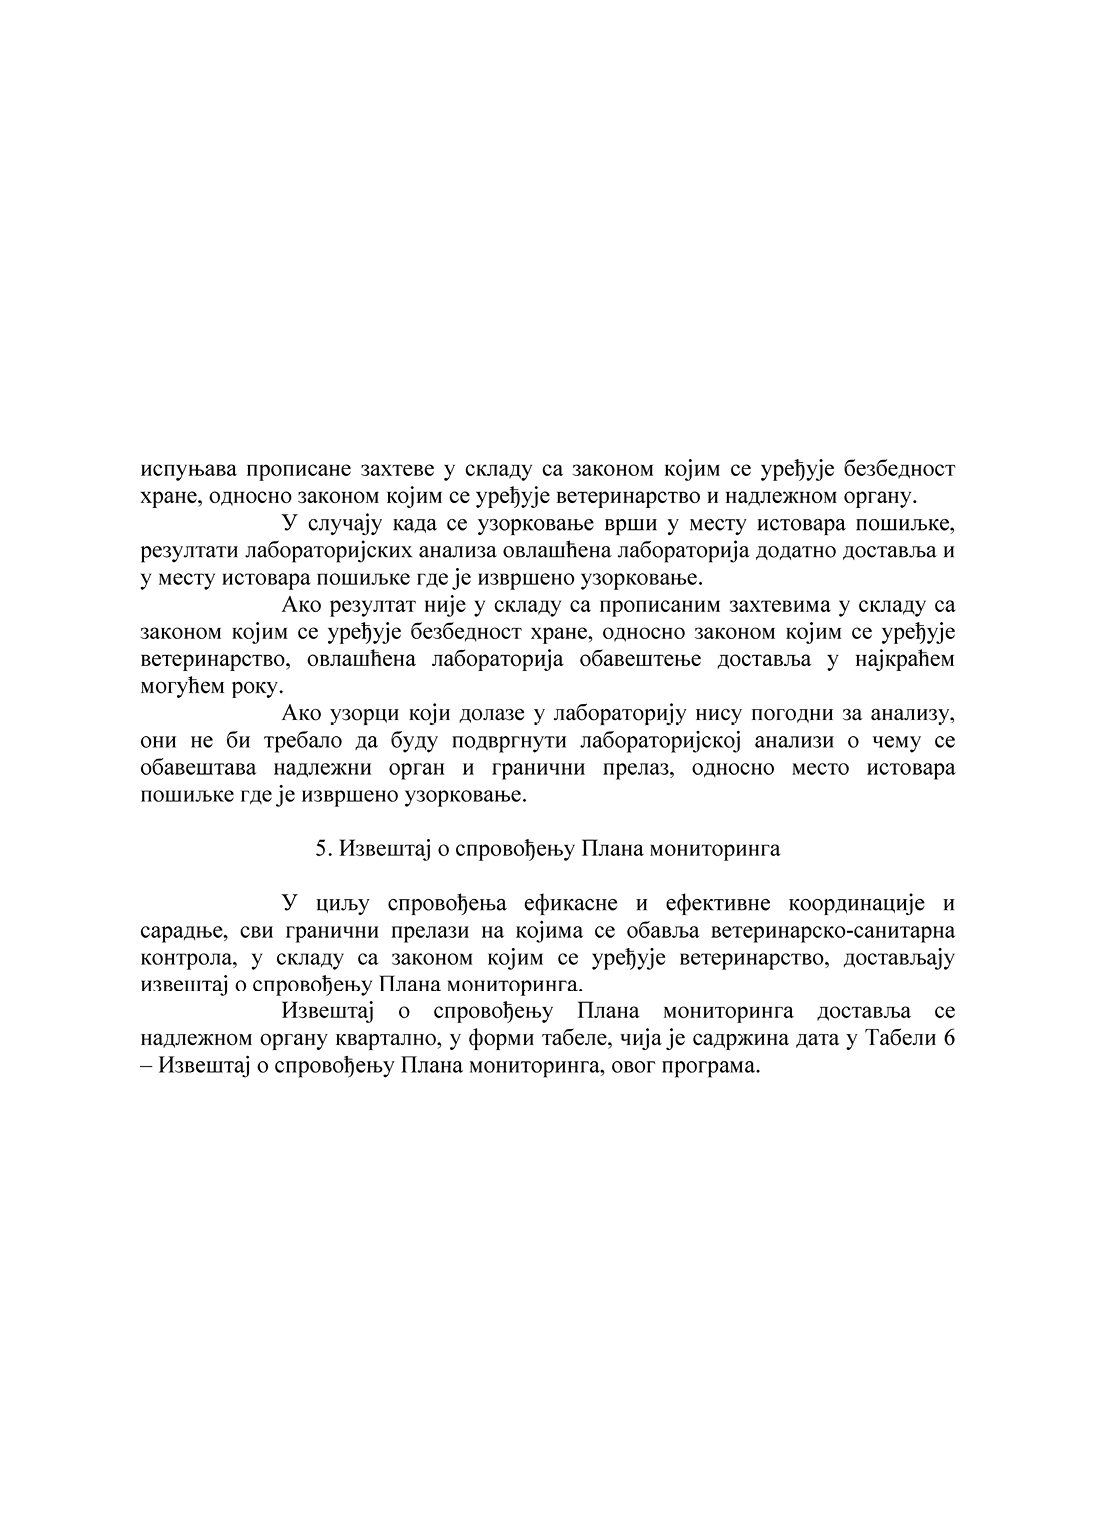 испуњава прописане захтеве у складу са законом којим се уређује безбедност
хране, односно законом којим се уређује ветеринарство и надлежном органу.
У случају када се узорковање врши у месту истовара пошиљке,
резултати лабораторијских анализа овлашћена лабораторија додатно доставља и
у месту истовара пошиљке где је извршено узорковање.
Ако резултат није у складу са прописаним захтевима у складу са
законом којим се уређује безбедност хране, односно законом којим се уређује
ветеринарство, овлашћена лабораторија обавештење доставља у најкраћем
могућем року.
Ако узорци који долазе у лабораторију нису погодни за анализу,
они не би требало да буду подвргнути лабораторијској анализи о чему се
обавештава надлежни орган и гранични прелаз, односно место истовара
пошиљке где је извршено узорковање.
5. Извештај о спровођењу Плана мониторинга
У циљу спровођења ефикасне и ефективне координације и
сарадње, сви гранични прелази на којима се обавља ветеринарско-санитарна
контрола, у складу са законом којим се уређује ветеринарство, достављају
извештај о спровођењу Плана мониторинга.
Извештај о спровођењу Плана мониторинга доставља се
надлежном органу квартално, у форми табеле, чија је садржина дата у Табели 6
– Извештај о спровођењу Плана мониторинга, овог програма.